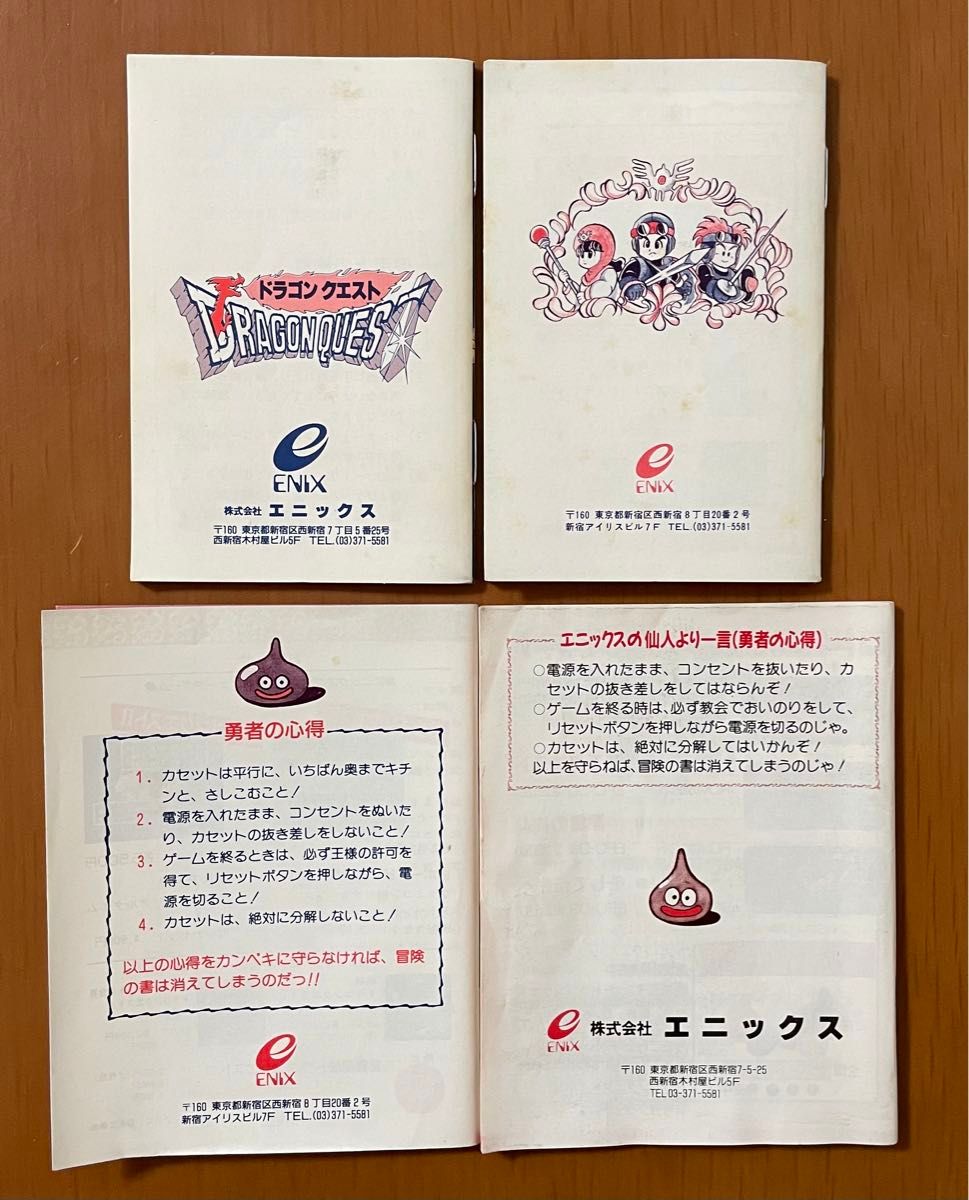 ドラゴン クエスト
DRAGON QUEST
ENIX
株式会社 エニックス
〒160 東京都新宿区西新宿7丁目5番25号
西新宿木村屋ビル5F TEL.(03)371-5581
ENIX
〒160 東京都新宿区西新宿8丁目20番2号
新宿アイリスビル7F TEL.(03)371-5581
勇者の心得
1. カセットは平行に、いちばん奥までキチ
ンと、さしこむこと!
2. 電源を入れたまま、コンセントをぬいた
り、カセットの抜き差しをしないこと!
3. ゲームを終るときは、必ず王様の許可を
得て、リセットボタンを押しながら、電
源を切ること!
4. カセットは、絶対に分解しないこと!
以上の心得をカンペキに守らなければ、冒険
の書は消えてしまうのだっ!!
ENIX
〒160 東京都新宿区西新宿8丁目20番2号
新宿アイリスビル7F TEL.(03)371-5581
エニックスの仙人より一言(勇者の心得)
○電源を入れたまま、コンセントを抜いたり、カ
セットの抜き差しをしてはならんぞ!
○ゲームを終る時は、必ず教会でおいのりをして、
リセットボタンを押しながら電源を切るのじゃ。
○カセットは、絶対に分解してはいかんぞ!
以上を守らねば、冒険の書は消えてしまうのじゃ!
ENIX 株式会社 エニックス
〒160 東京都新宿区西新宿7-5-25
西新宿木村屋ビル5F
TEL 03-371-5581